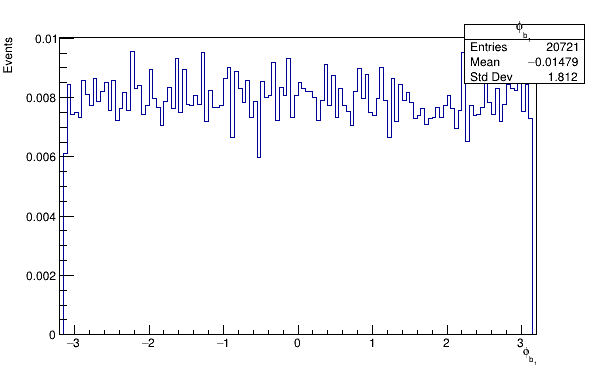 ϕb1
Entries 20721
Mean −0.01479
Std Dev 1.812
Events
0.01
0.008
0.006
0.004
0.002
0
−3 −2 −1 0 1 2 3
ϕb1